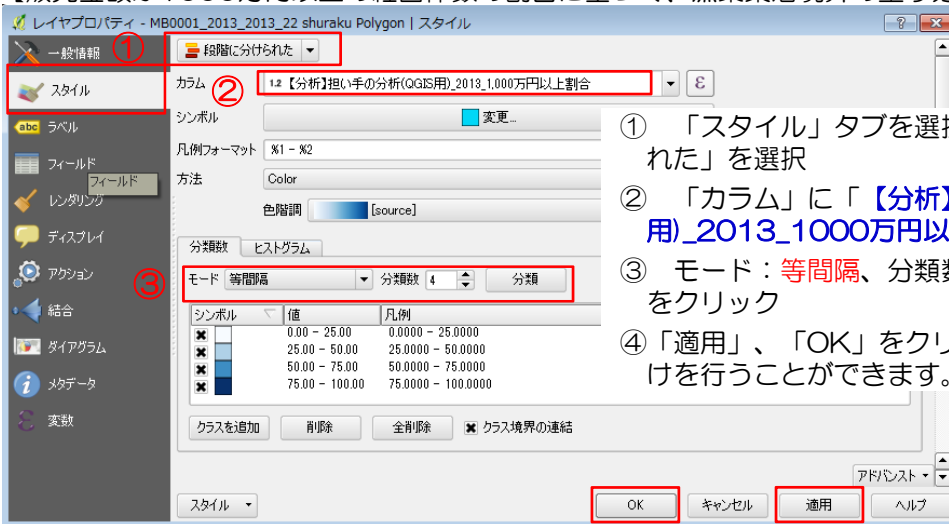 レイヤプロパティ - MB0001_2013_2013_22 shuraku Polygon | スタイル
一般情報
①
段階に分けられた
スタイル
カラム
②
1.2 【分析】担い手の分析(QGIS用)_2013_1,000万円以上割合
ε
abc ラベル
シンボル
変更...
フィールド
凡例フォーマット
%1 - %2
フィールド
方法
Color
レンダリング
色階調
[source]
ディスプレイ
分類数
ヒストグラム
アクション
③
モード
等間隔
分類数
4
分類
結合
シンボル
値
凡例
0.00 - 25.00
0.0000 - 25.0000
ダイアグラム
25.00 - 50.00
25.0000 - 50.0000
50.00 - 75.00
50.0000 - 75.0000
メタデータ
75.00 - 100.00
75.0000 - 100.0000
変数
クラスを追加
削除
全削除
クラス境界の連結
アドバンスト
スタイル
OK
キャンセル
適用
ヘルプ
① 「スタイル」タブを選択
れた」を選択
② 「カラム」に「【分析】
用)_2013_1000万円以
③ モード：等間隔、分類数
をクリック
④「適用」、「OK」をクリ
けを行うことができます。